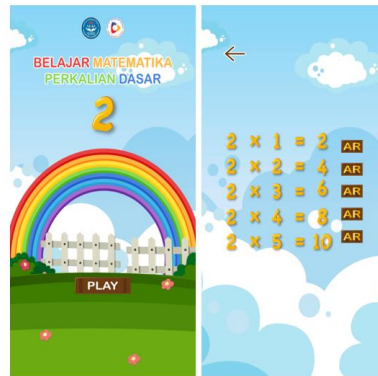 BELAJAR MATEMATIKA
PERKALIAN DASAR
2
PLAY
2 x 1 = 2 AR
2 x 2 = 4 AR
2 x 3 = 6 AR
2 x 4 = 8 AR
2 x 5 = 10 AR